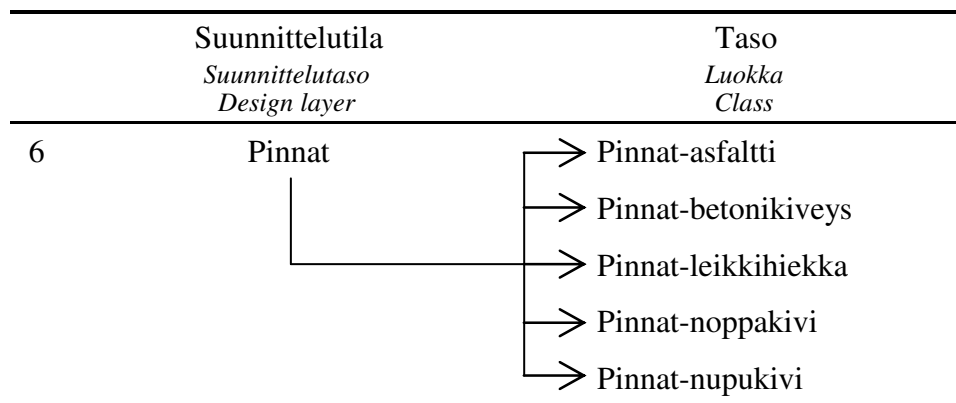 Suunnittelutila Taso
Suunnittelutaso Luokka
Design layer Class
6 Pinnat Pinnat-asfaltti
Pinnat-betonikiveys
Pinnat-leikkihiekka
Pinnat-noppakivi
Pinnat-nupukivi